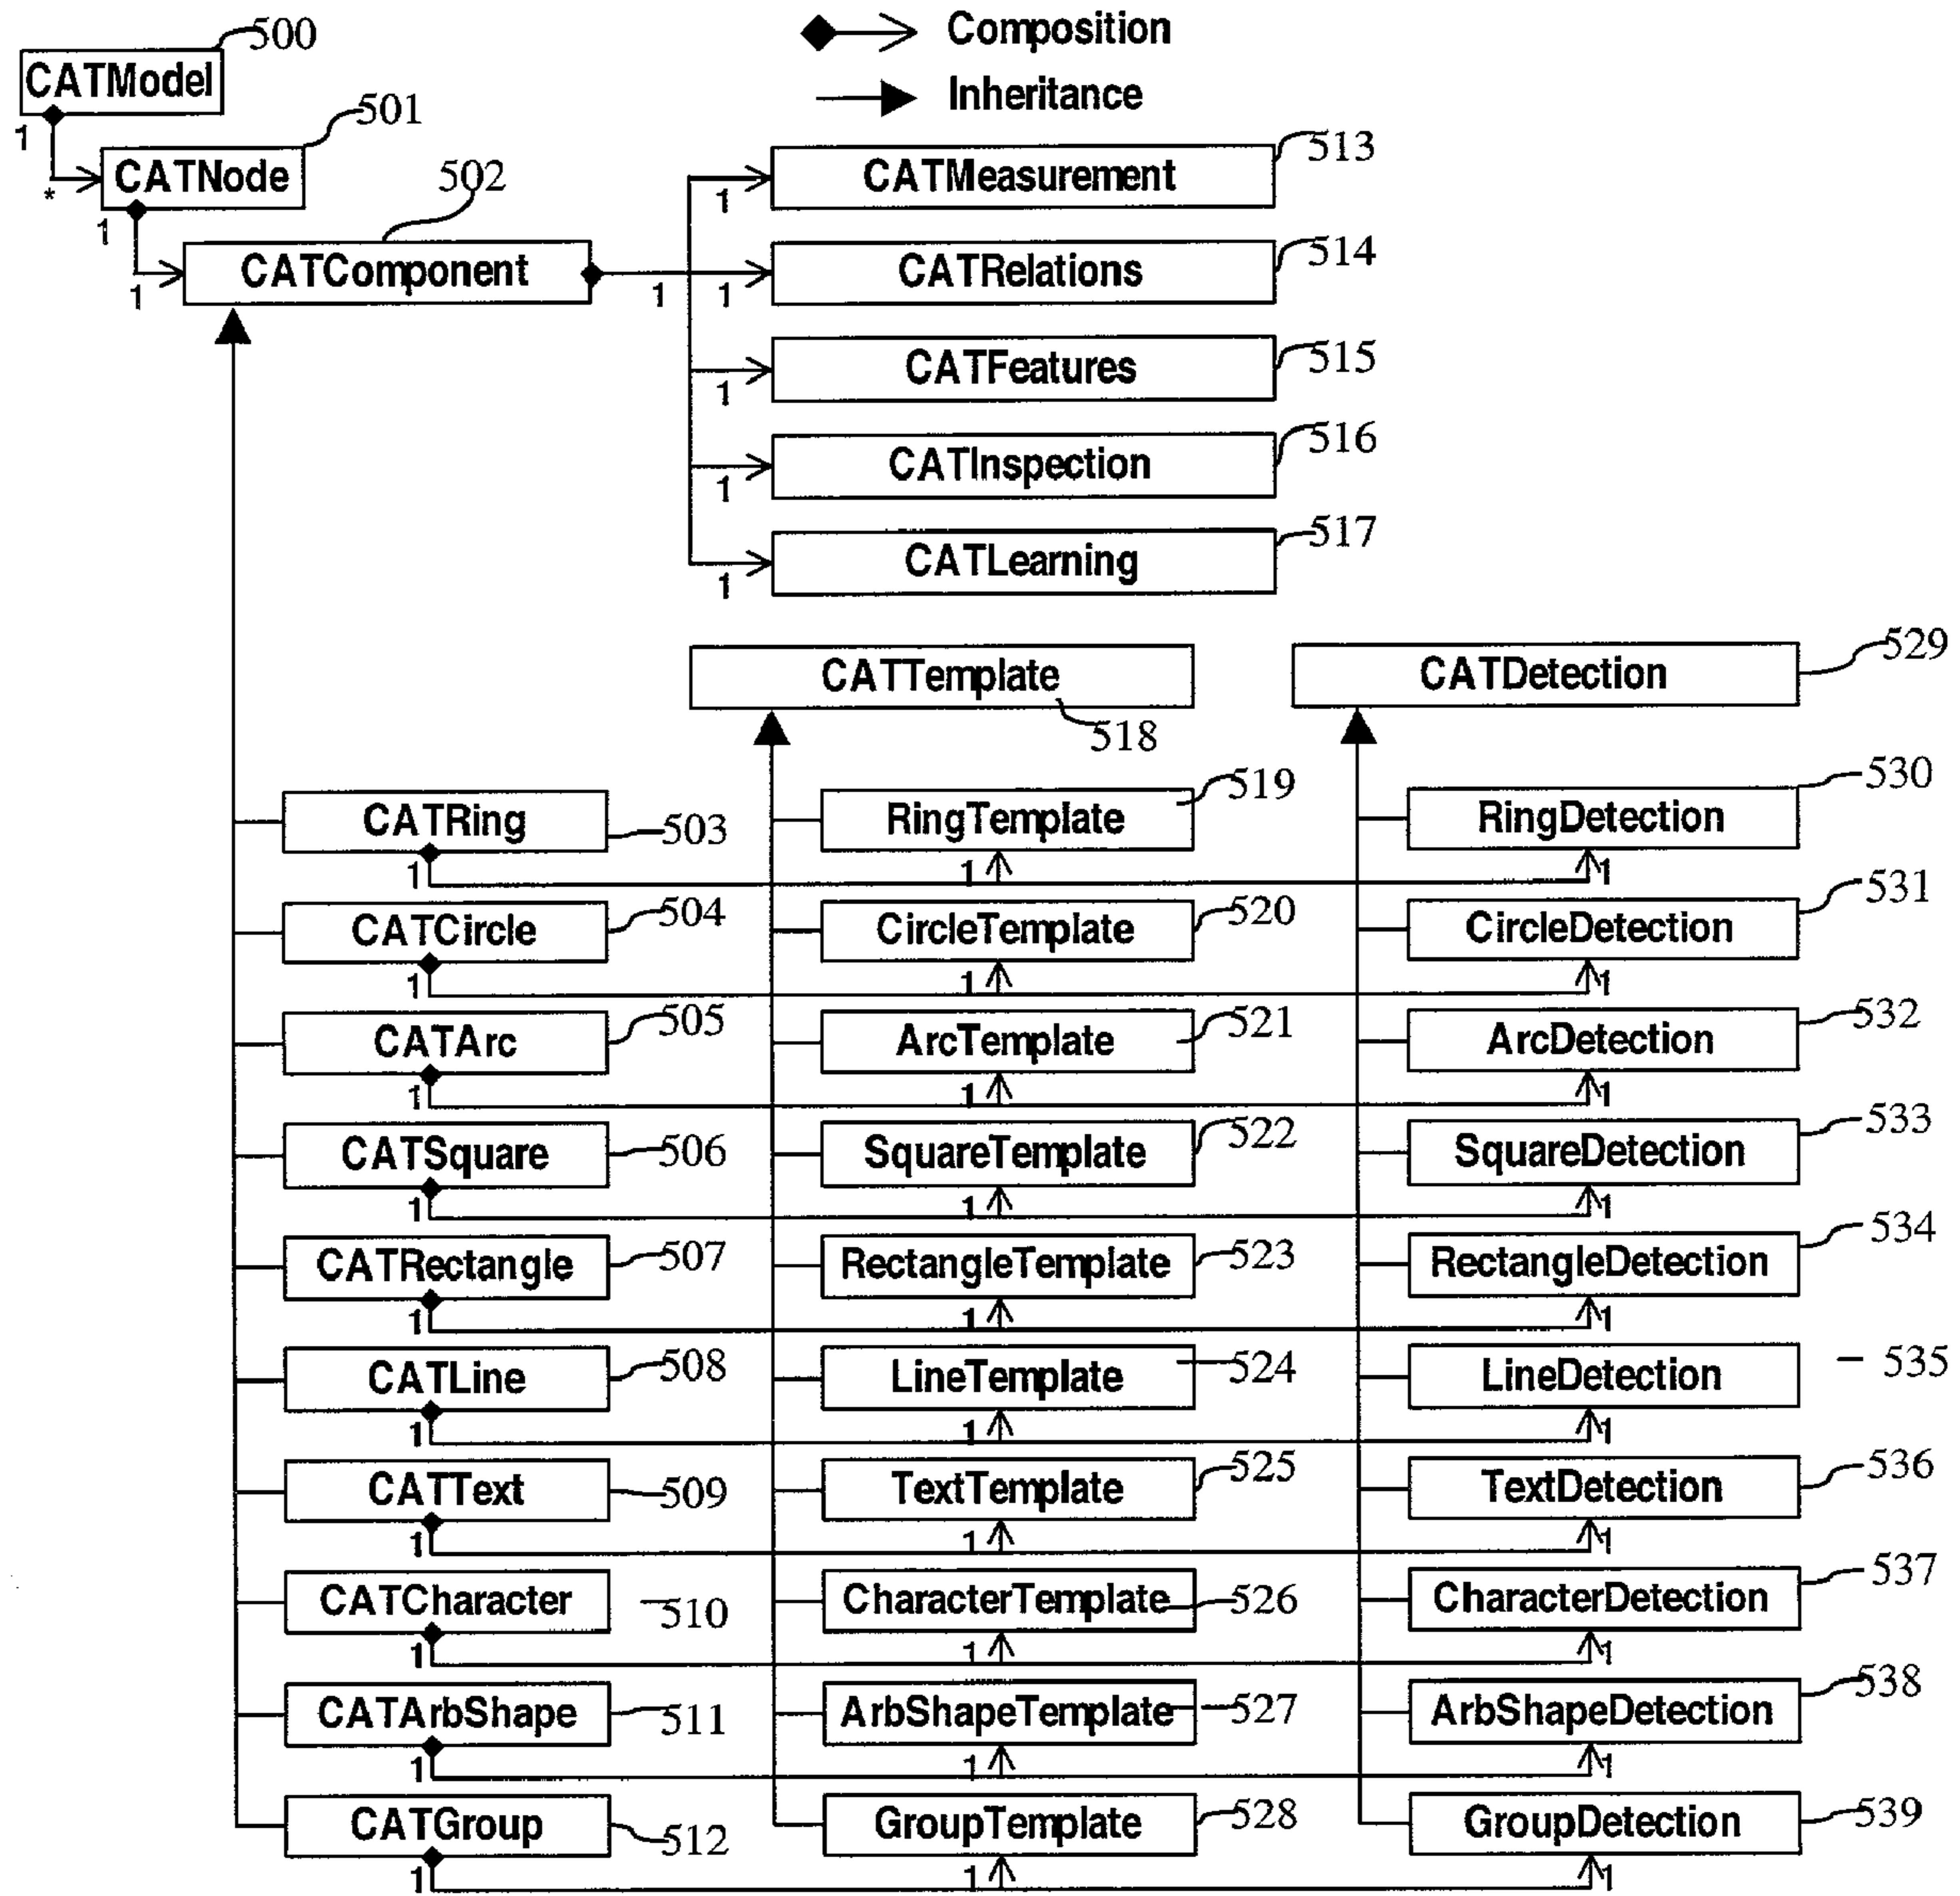 500
Composition
CATModel
Inheritance
1
501
*
CATNode
502
513
CATMeasurement
1
1
514
CATComponent
CATRelations
1
1
1
515
CATFeatures
1
516
CATInspection
1
517
CATLearning
1
CATTemplate
518
CATDetection
529
CATRing
503
RingTemplate
519
RingDetection
530
1
1
1
CATCircle
504
CircleTemplate
520
CircleDetection
531
1
1
1
CATArc
505
ArcTemplate
521
ArcDetection
532
1
1
1
CATSquare
506
SquareTemplate
522
SquareDetection
533
1
1
1
CATRectangle
507
RectangleTemplate
523
RectangleDetection
534
1
1
1
CATLine
508
LineTemplate
524
LineDetection
535
1
1
1
CATText
509
TextTemplate
525
TextDetection
536
1
1
1
CATCharacter
510
CharacterTemplate
526
CharacterDetection
537
1
1
1
CATArbShape
511
ArbShapeTemplate
527
ArbShapeDetection
538
1
1
1
CATGroup
512
GroupTemplate
528
GroupDetection
539
1
1
1